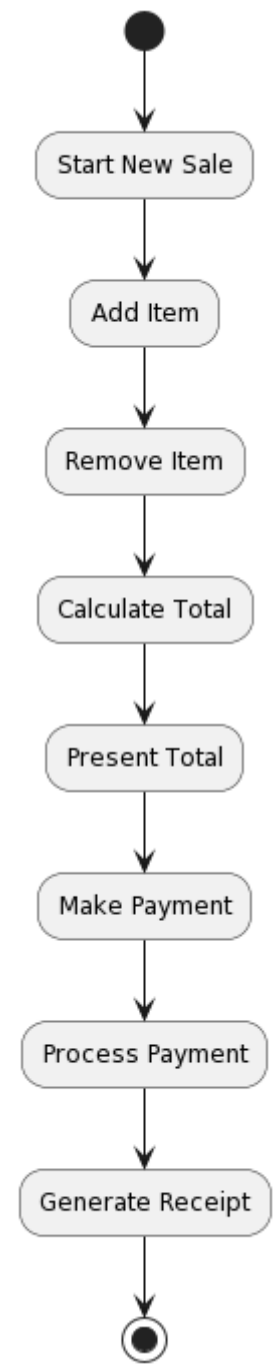 Start New Sale
Add Item
Remove Item
Calculate Total
Present Total
Make Payment
Process Payment
Generate Receipt